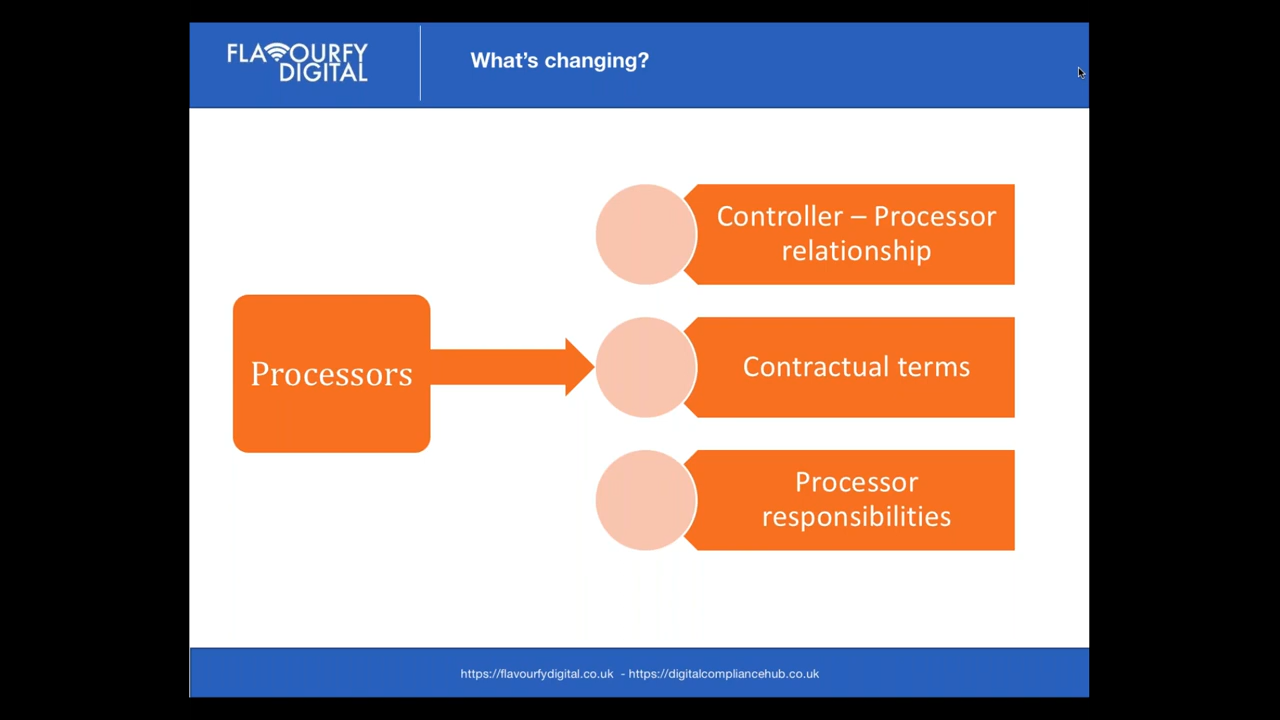 FLAVOURFY
DIGITAL
What's changing?
Processors
Controller – Processor
relationship
Contractual terms
Processor
responsibilities
https://flavourfydigital.co.uk - https://digitalcompliancehub.co.uk